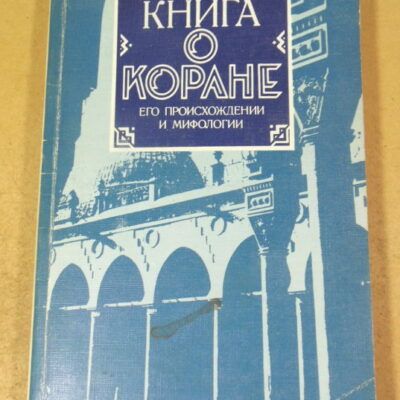 КНИГА
О
КОРАНЕ
ЕГО ПРОИСХОЖДЕНИИ
И МИФОЛОГИИ